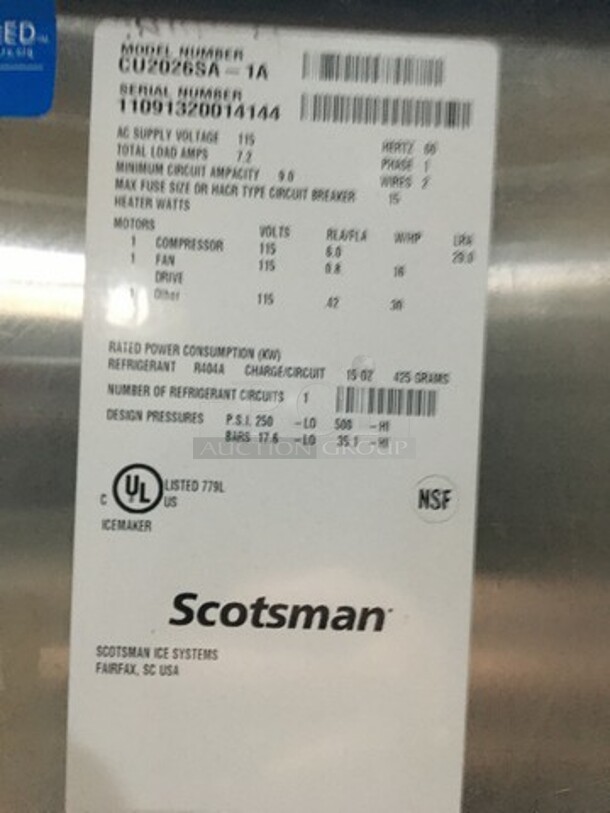 ED
MODEL NUMBER
CU2026SA-1A
SERIAL NUMBER
11091320014144
AC SUPPLY VOLTAGE 115 HERTZ 60
TOTAL LOAD AMPS 7.2 PHASE 1
MINIMUM CIRCUIT AMPACITY 9.0 WIRES 2
MAX FUSE SIZE OR HACR TYPE CIRCUIT BREAKER 15
HEATER WATTS
MOTORS VOLTS RLA/FLA W/HP LRA
1 COMPRESSOR 115 6.0 29.0
1 FAN 115 0.8 16
DRIVE
1 Other 115 .42 30
RATED POWER CONSUMPTION (KW)
REFRIGERANT R404A CHARGE/CIRCUIT 15 OZ 425 GRAMS
NUMBER OF REFRIGERANT CIRCUITS 1
DESIGN PRESSURES P.S.I. 250 -LO 500 -HI
BARS 17.6 -LO 35.1 -HI
AUCTION GROUP
C UL US LISTED 779L
ICEMAKER
NSF
Scotsman
SCOTSMAN ICE SYSTEMS
FAIRFAX, SC USA